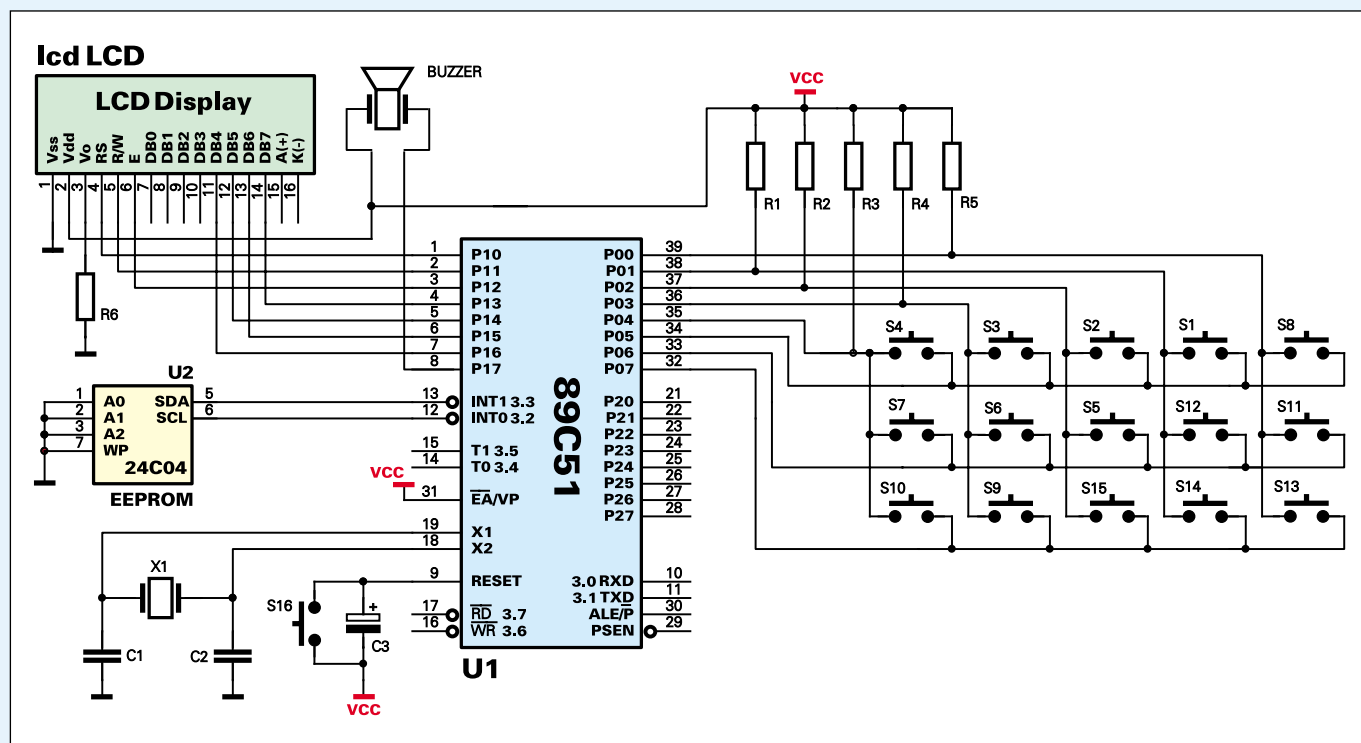 lcd LCD
LCD Display
Vss
Vdd
Vo
RS
R/W
E
DB0
DB1
DB2
DB3
DB4
DB5
DB6
DB7
A(+)
K(-)
1
2
3
4
5
6
7
8
9
10
11
12
13
14
15
16
BUZZER
VCC
R1
R2
R3
R4
R5
R6
U2
1 A0 SDA 5
2 A1 SCL 6
3 A2
7 WP
24C04
EEPROM
1 P10
2 P11
3 P12
4 P13
5 P14
6 P15
7 P16
8 P17
13 INT1 3.3
12 INT0 3.2
15 T1 3.5
14 T0 3.4
VCC
31 EA/VP
19 X1
18 X2
9 RESET
17 RD 3.7
16 WR 3.6
89C51
U1
P00 39
P01 38
P02 37
P03 36
P04 35
P05 34
P06 33
P07 32
P20 21
P21 22
P22 23
P23 24
P24 25
P25 26
P26 27
P27 28
3.0 RXD 10
3.1 TXD 11
ALE/P 30
PSEN 29
S4 S3 S2 S1 S8
S7 S6 S5 S12 S11
S10 S9 S15 S14 S13
X1
C1
C2
S16
+
C3
VCC